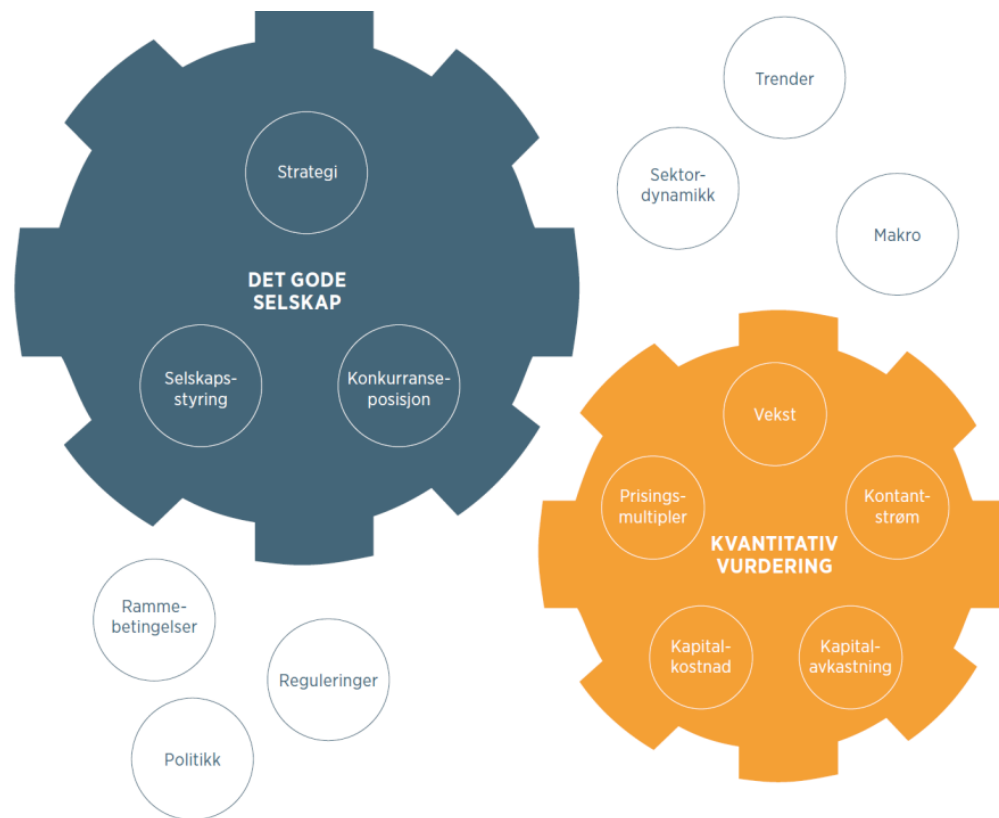 Trender
Sektor-
dynamikk
Makro
Strategi
DET GODE
SELSKAP
Selskaps-
styring
Konkurranse-
posisjon
Vekst
Prisings-
multipler
Kontant-
strøm
KVANTITATIV
VURDERING
Kapital-
kostnad
Kapital-
avkastning
Ramme-
betingelser
Reguleringer
Politikk